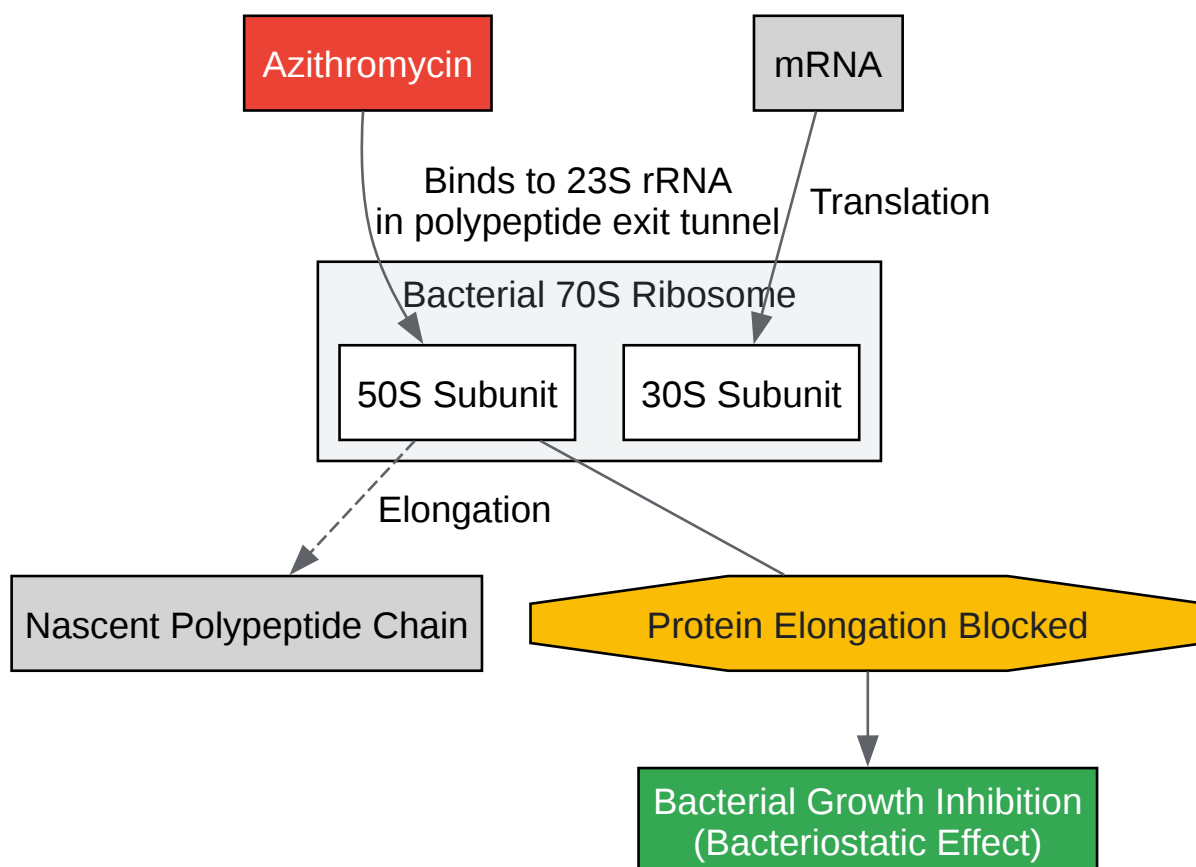 Azithromycin
mRNA
Binds to 23S rRNA
in polypeptide exit tunnel
Translation
Bacterial 70S Ribosome
50S Subunit
30S Subunit
Elongation
Nascent Polypeptide Chain
Protein Elongation Blocked
Bacterial Growth Inhibition
(Bacteriostatic Effect)